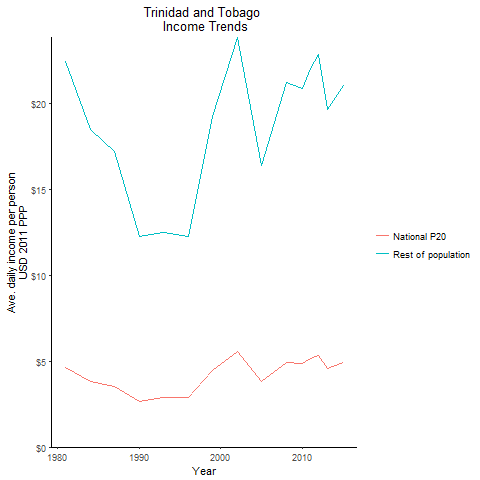 Trinidad and Tobago
Income Trends
Ave. daily income per person
USD 2011 PPP
$20
$15
$10
$5
$0
1980
1990
2000
2010
Year
National P20
Rest of population